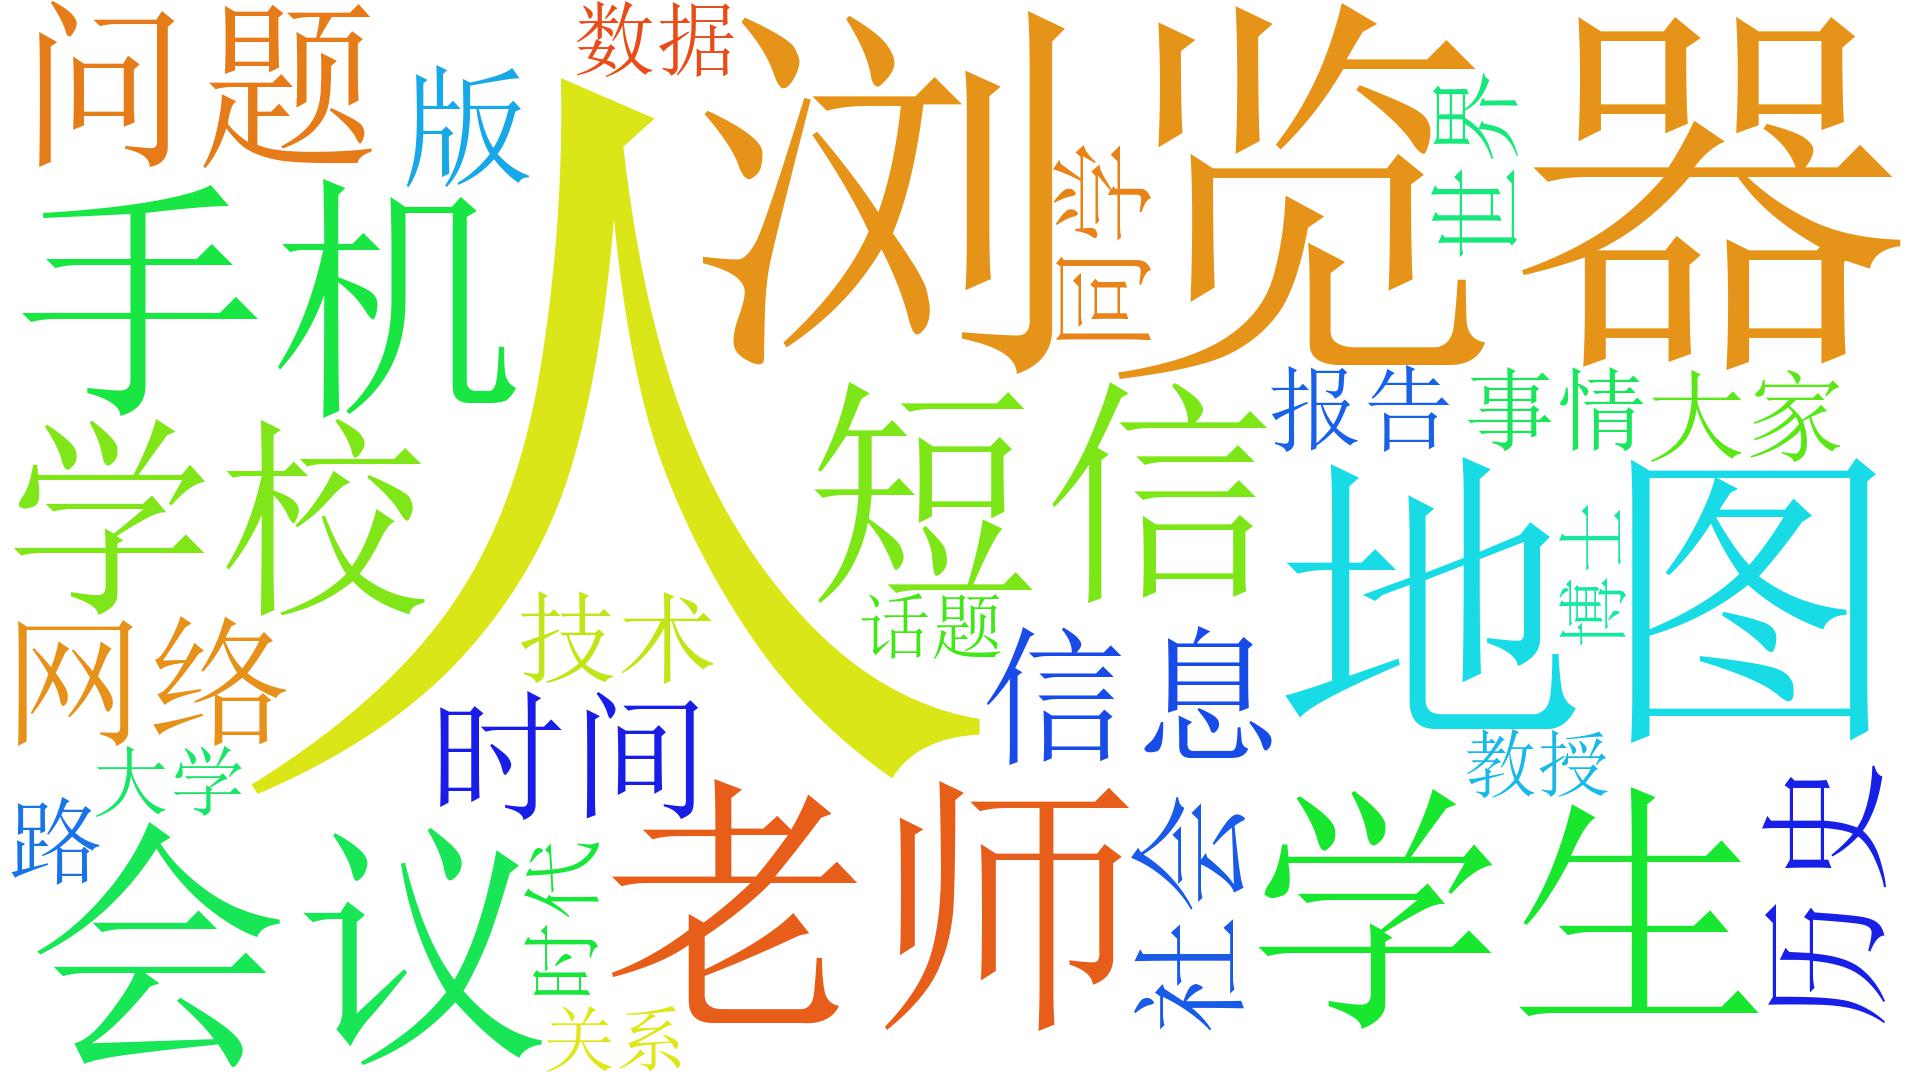 问题
版
数据
浏览器
世界
同学
手机
人
报告
事情
大家
学校
短信
地图
博士
网络
技术
话题
信息
时间
教授
大学
路
会议
时代
老师
社会
学生
历史
关系